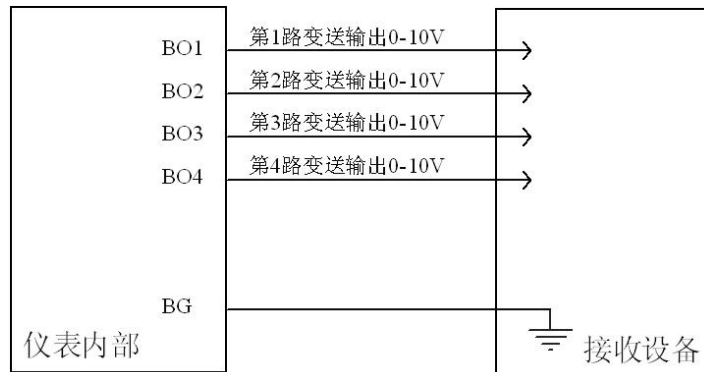 BO1 第1路变送输出0-10V
BO2 第2路变送输出0-10V
BO3 第3路变送输出0-10V
BO4 第4路变送输出0-10V
BG
仪表内部 接收设备